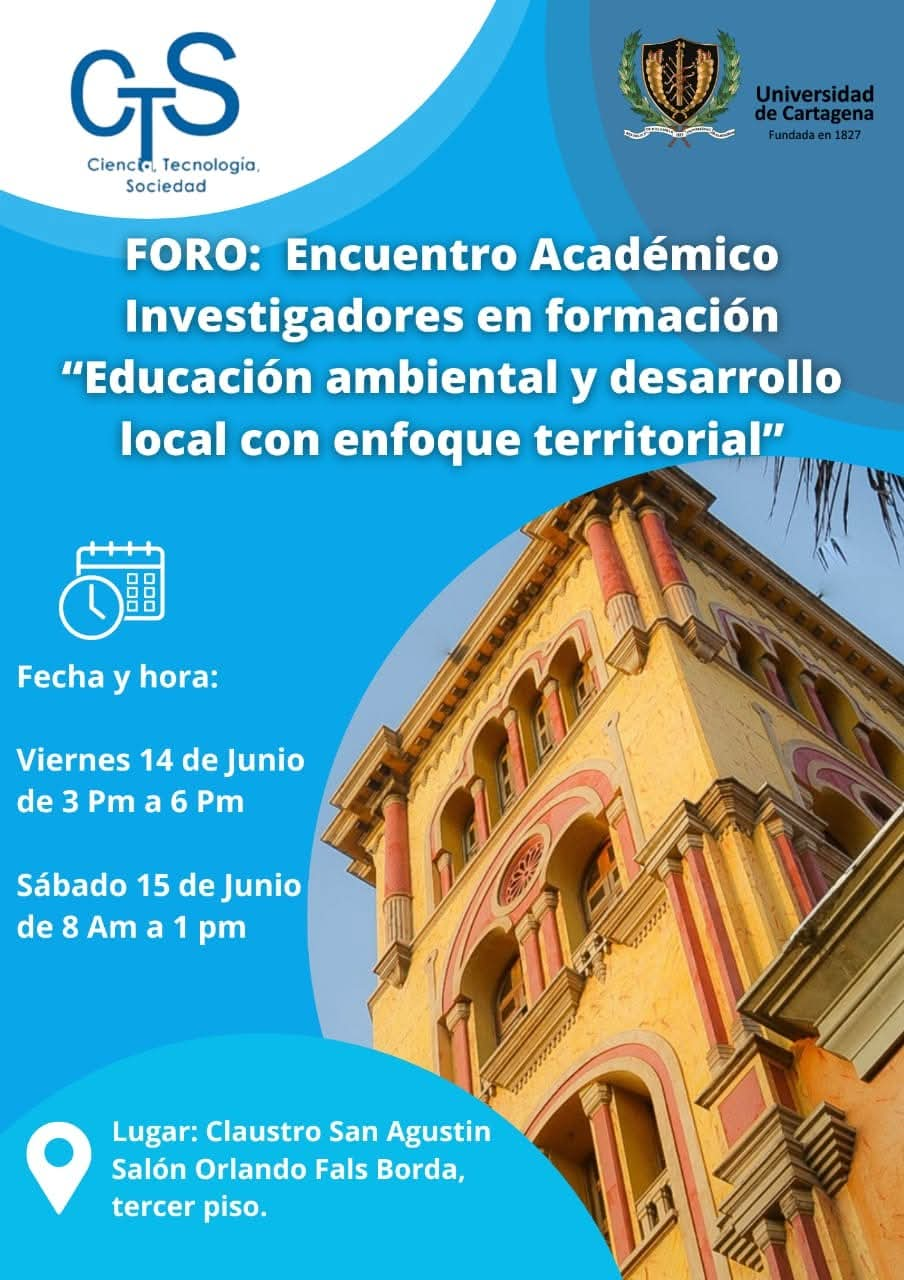 CTS
Ciencia, Tecnología,
Sociedad
Universidad
de Cartagena
Fundada en 1827
FORO: Encuentro Académico
Investigadores en formación
“Educación ambiental y desarrollo
local con enfoque territorial”
Fecha y hora:
Viernes 14 de Junio
de 3 Pm a 6 Pm
Sábado 15 de Junio
de 8 Am a 1 pm
Lugar: Claustro San Agustin
Salón Orlando Fals Borda,
tercer piso.